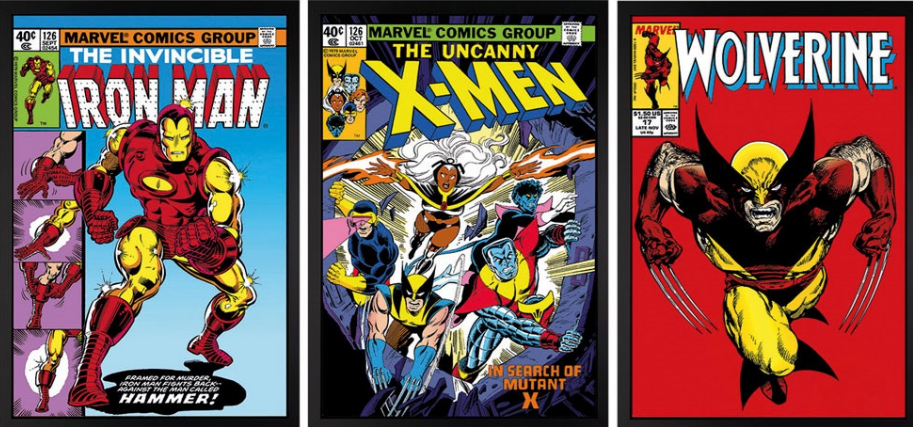 40¢
126
SEPT
02454
MARVEL COMICS GROUP
THE INVINCIBLE
IRON MAN
FRAMED FOR MURDER,
IRON MAN FIGHTS BACK--
AGAINST THE MAN CALLED
HAMMER!
40¢
126
OCT
02461
MARVEL COMICS GROUP
THE UNCANNY
X-MEN
IN SEARCH OF
MUTANT
X
MARVEL
$1.50 US
17
LATE NOV
WOLVERINE